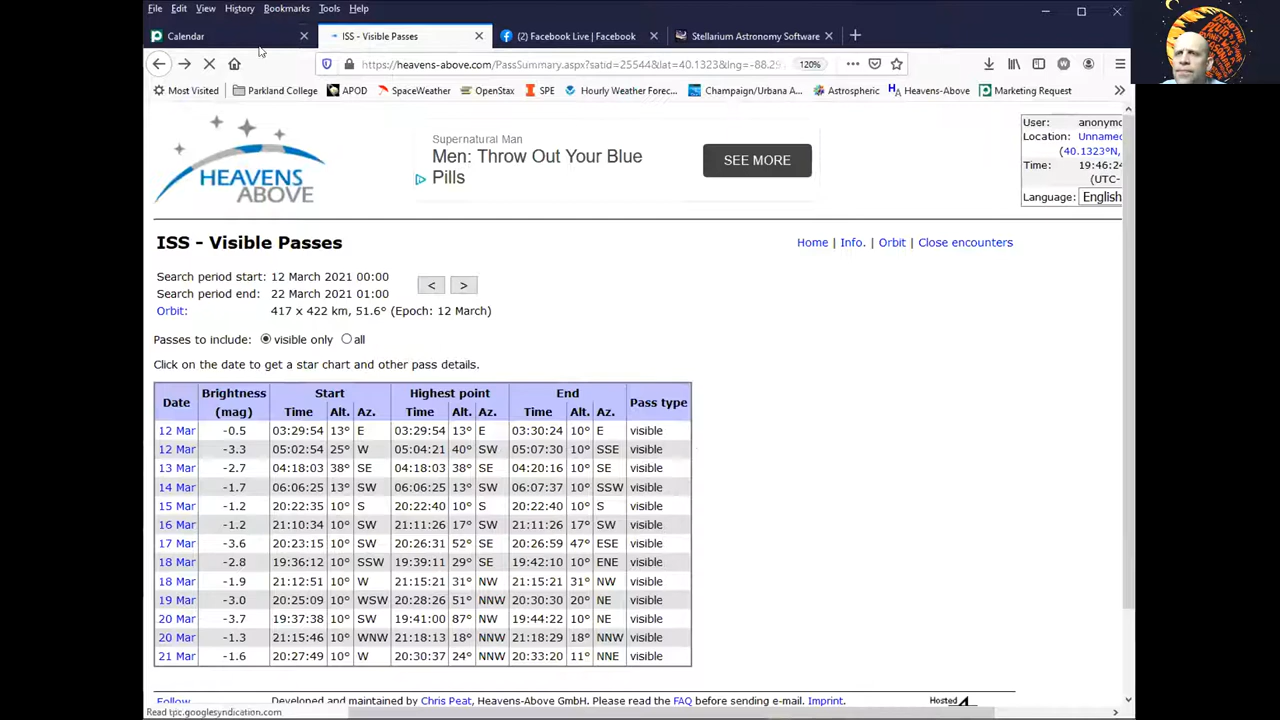 File Edit View History Bookmarks Tools Help
Calendar ISS - Visible Passes (2) Facebook Live | Facebook Stellarium Astronomy Software
https://heavens-above.com/PassSummary.aspx?satid=25544&lat=40.1323&lng=-88.29 120%
Most Visited Parkland College APOD SpaceWeather OpenStax SPE Hourly Weather Forec... Champaign/Urbana A... Astrospheric Heavens-Above Marketing Request
HEAVENS
ABOVE
Supernatural Man
Men: Throw Out Your Blue
Pills
SEE MORE
User: anonymo
Location: Unnamed
(40.1323°N,
Time: 19:46:24
(UTC-
Language: English
ISS - Visible Passes
Home | Info. | Orbit | Close encounters
Search period start: 12 March 2021 00:00
Search period end: 22 March 2021 01:00
< >
Orbit: 417 x 422 km, 51.6° (Epoch: 12 March)
Passes to include: visible only all
Click on the date to get a star chart and other pass details.
Date Brightness (mag) Start Highest point End Pass type
Time Alt. Az. Time Alt. Az. Time Alt. Az.
12 Mar -0.5 03:29:54 13° E 03:29:54 13° E 03:30:24 10° E visible
12 Mar -3.3 05:02:54 25° W 05:04:21 40° SW 05:07:30 10° SSE visible
13 Mar -2.7 04:18:03 38° SE 04:18:03 38° SE 04:20:16 10° SE visible
14 Mar -1.7 06:06:25 13° SW 06:06:25 13° SW 06:07:37 10° SSW visible
15 Mar -1.2 20:22:35 10° S 20:22:40 10° S 20:22:40 10° S visible
16 Mar -1.2 21:10:34 10° SW 21:11:26 17° SW 21:11:26 17° SW visible
17 Mar -3.6 20:23:15 10° SW 20:26:31 52° SE 20:26:59 47° ESE visible
18 Mar -2.8 19:36:12 10° SSW 19:39:11 29° SE 19:42:10 10° ENE visible
18 Mar -1.9 21:12:51 10° W 21:15:21 31° NW 21:15:21 31° NW visible
19 Mar -3.0 20:25:09 10° WSW 20:28:26 51° NNW 20:30:30 20° NE visible
20 Mar -3.7 19:37:38 10° SW 19:41:00 87° NW 19:44:22 10° NE visible
20 Mar -1.3 21:15:46 10° WNW 21:18:13 18° NNW 21:18:29 18° NNW visible
21 Mar -1.6 20:27:49 10° W 20:30:37 24° NNW 20:33:20 11° NNE visible
Follow Developed and maintained by Chris Peat, Heavens-Above GmbH. Please read the FAQ before sending e-mail. Imprint. Hosted
Read tpc.googlesyndication.com